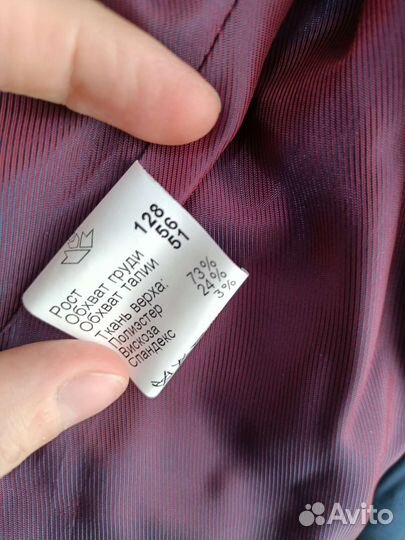 Рост 128
Обхват груди 56
Обхват талии 51
Ткань верха:
Полиэстер 73%
Вискоза 24%
Спандекс 3%
Avito